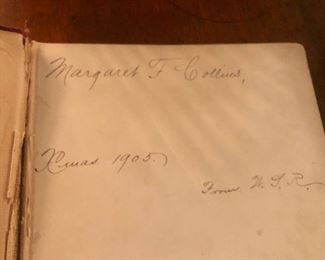 Margaret F Collins,
Xmas 1905.
From W. S. R.